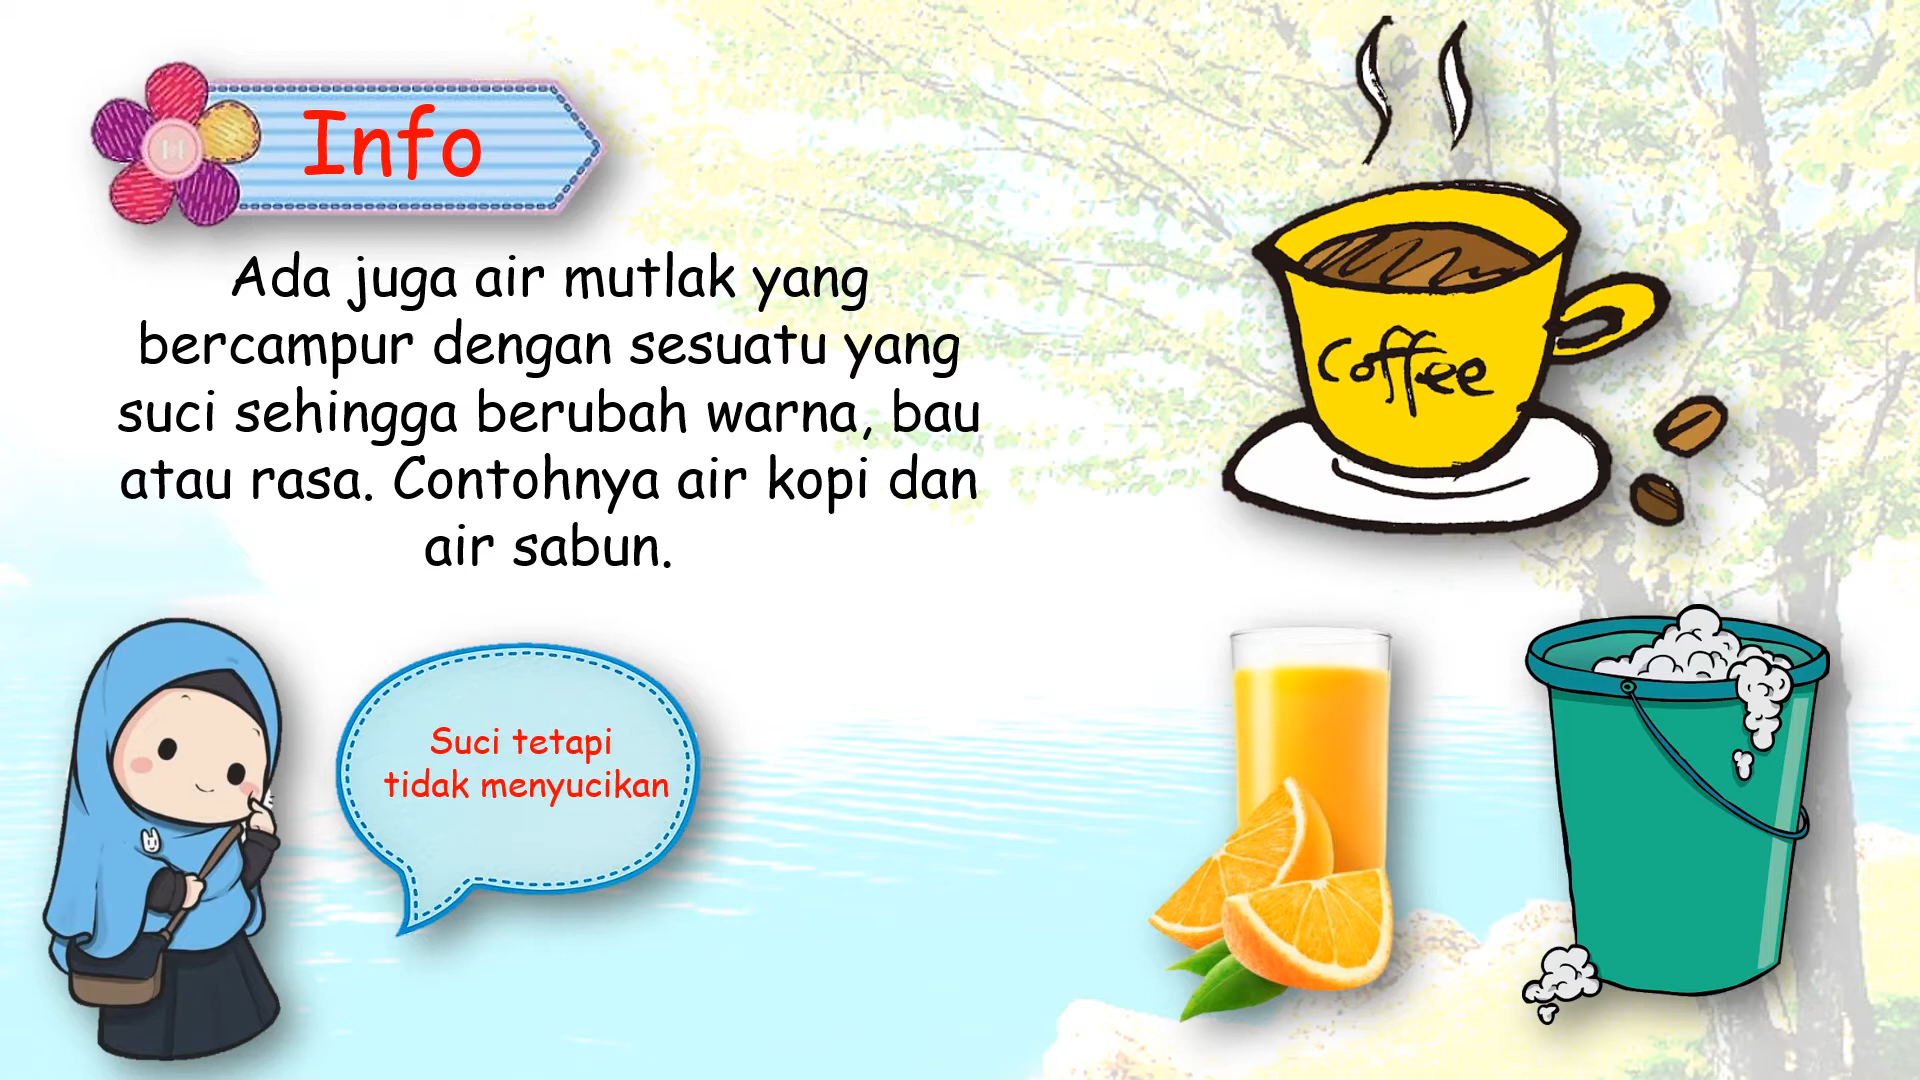 Info
Ada juga air mutlak yang
bercampur dengan sesuatu yang
suci sehingga berubah warna, bau
atau rasa. Contohnya air kopi dan
air sabun.
Coffee
Suci tetapi
tidak menyucikan